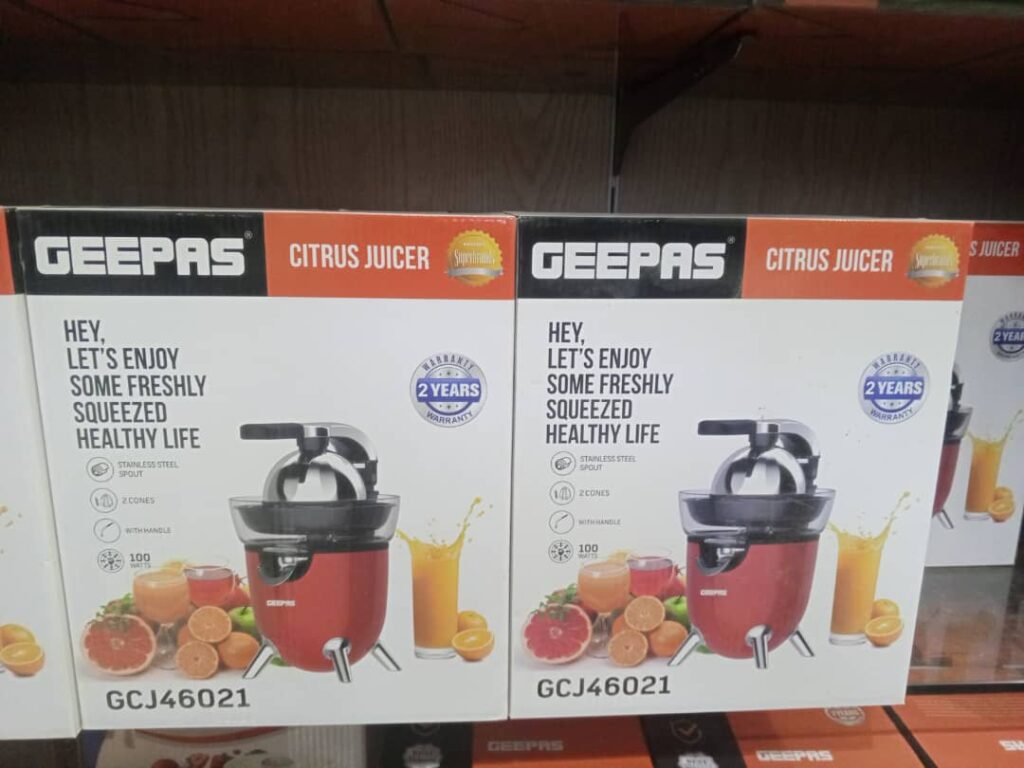 GEEPAS®
CITRUS JUICER
Superbrands
HEY,
LET'S ENJOY
SOME FRESHLY
SQUEEZED
HEALTHY LIFE
WARRANTY
2 YEARS
WARRANTY
STAINLESS STEEL
SPOUT
2 CONES
WITH HANDLE
100
WATTS
GEEPAS
GCJ46021
GEEPAS®
CITRUS JUICER
Superbrands
HEY,
LET'S ENJOY
SOME FRESHLY
SQUEEZED
HEALTHY LIFE
WARRANTY
2 YEARS
WARRANTY
STAINLESS STEEL
SPOUT
2 CONES
WITH HANDLE
100
WATTS
GEEPAS
GCJ46021
S JUICER
2 YEAR
GEEPAS
GEEPAS